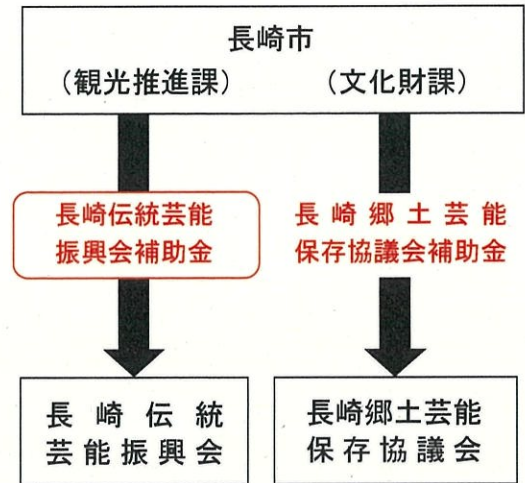 長崎市
（観光推進課） （文化財課）
長崎伝統芸能
振興会補助金
長崎郷土芸能
保存協議会補助金
長崎伝統
芸能振興会
長崎郷土芸能
保存協議会